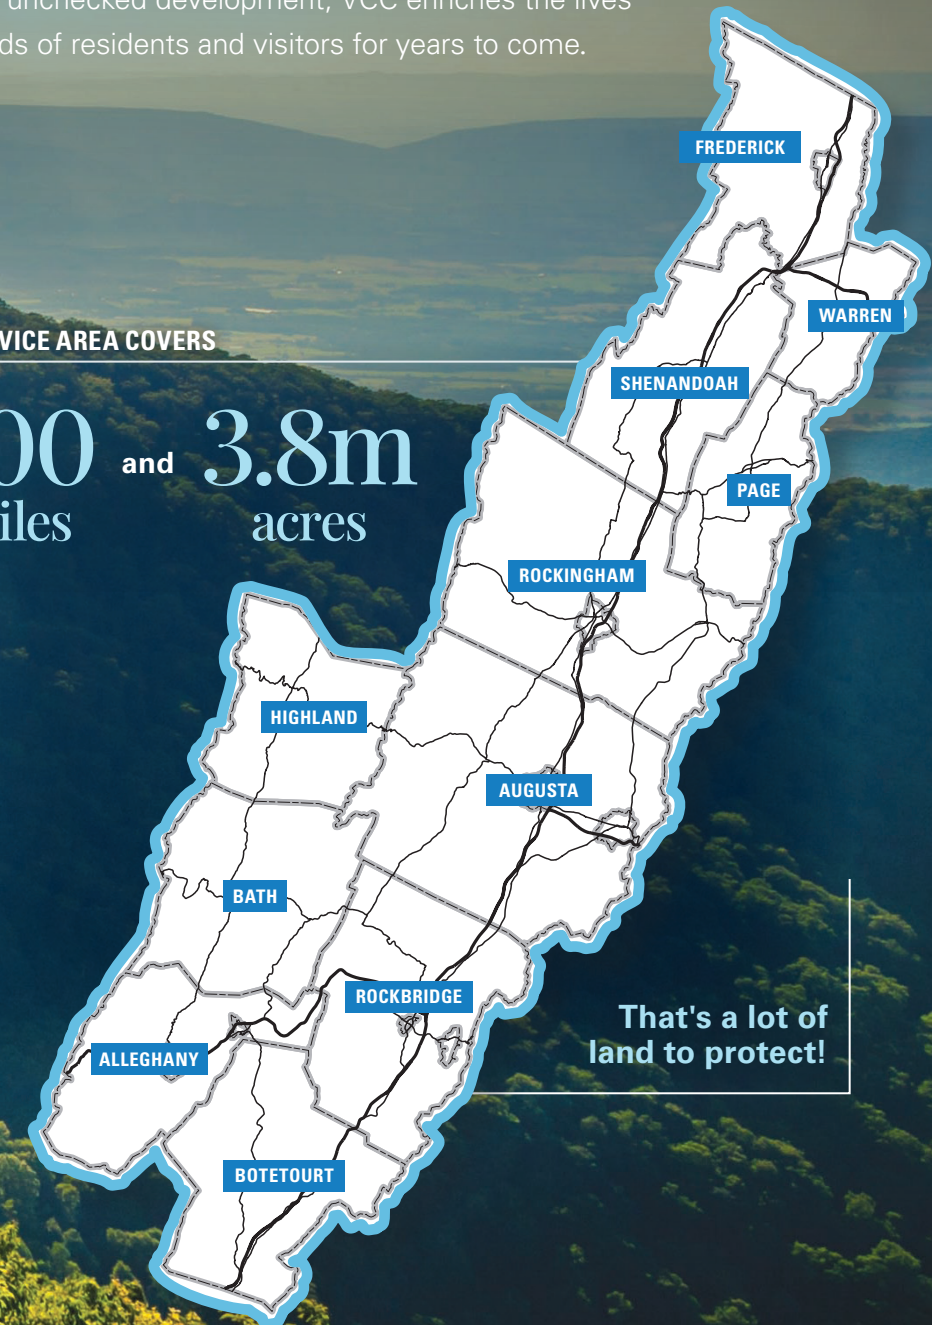 unchecked development, VCC enriches the lives
ds of residents and visitors for years to come.
FREDERICK
WARREN
VICE AREA COVERS
SHENANDOAH
00 and 3.8m
iles acres
PAGE
ROCKINGHAM
HIGHLAND
AUGUSTA
BATH
ROCKBRIDGE
That's a lot of
land to protect!
ALLEGHANY
BOTETOURT